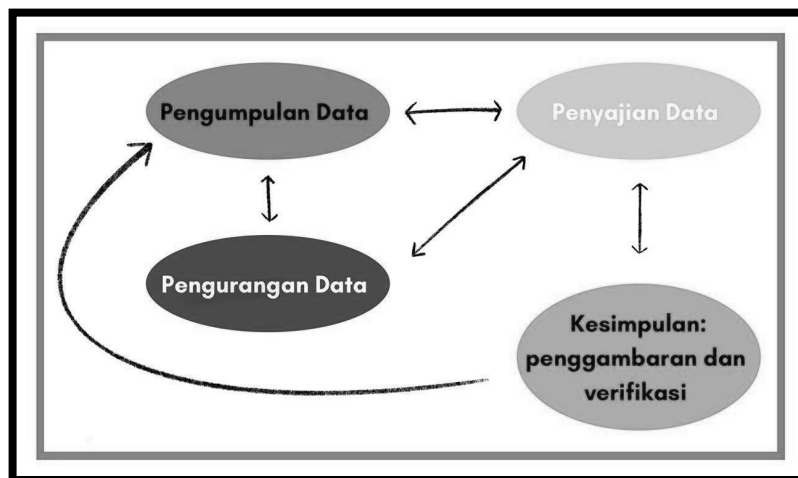 Pengumpulan Data
Penyajian Data
Pengurangan Data
Kesimpulan:
penggambaran dan
verifikasi